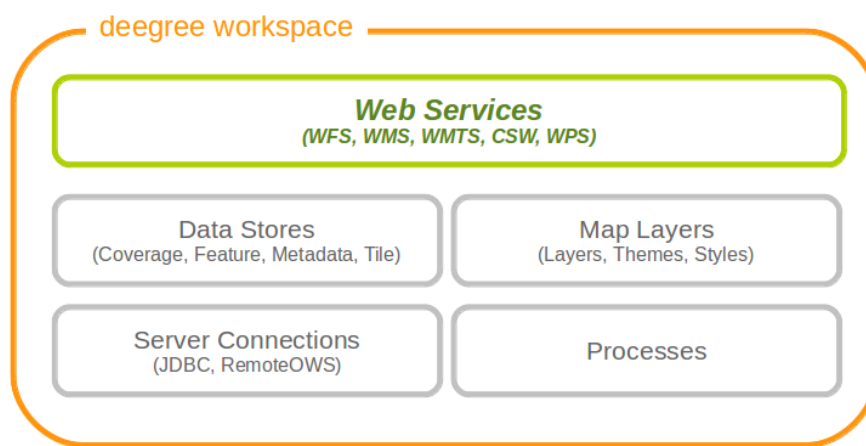 deegree workspace
Web Services
(WFS, WMS, WMTS, CSW, WPS)
Data Stores
(Coverage, Feature, Metadata, Tile)
Map Layers
(Layers, Themes, Styles)
Server Connections
(JDBC, RemoteOWS)
Processes